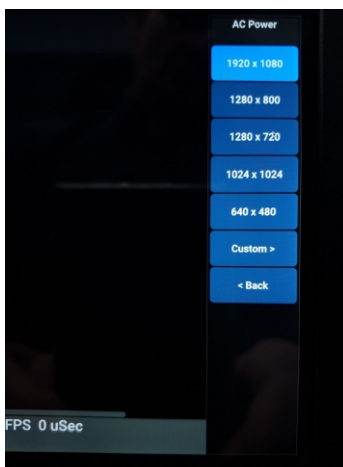 AC Power
1920 x 1080
1280 x 800
1280 x 720
1024 x 1024
640 x 480
Custom >
< Back
FPS 0 uSec